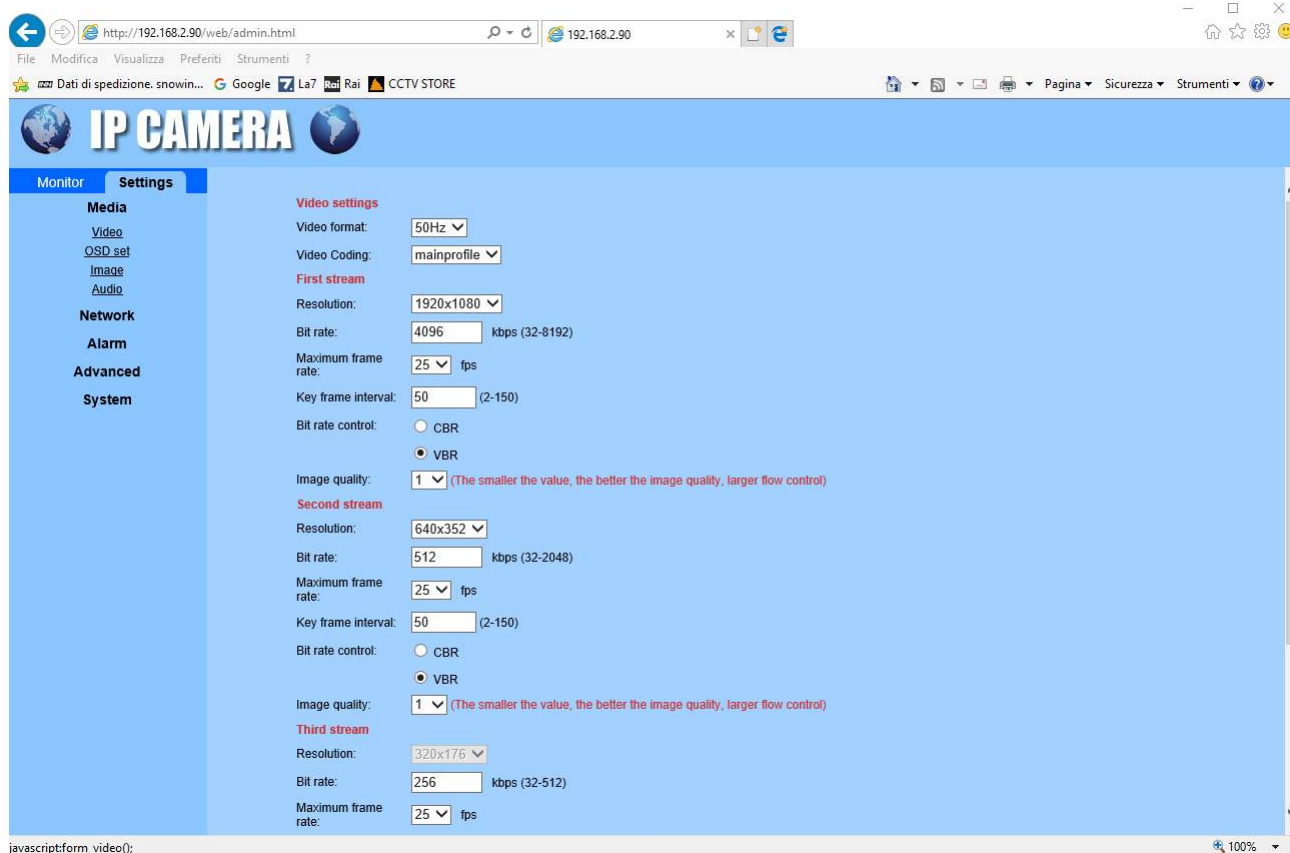 http://192.168.2.90/web/admin.html
192.168.2.90
File Modifica Visualizza Preferiti Strumenti ?
Dati di spedizione. snowin... Google La7 Rai Rai CCTV STORE
Pagina Sicurezza Strumenti
IP CAMERA
Monitor Settings
Media
Video
OSD set
Image
Audio
Network
Alarm
Advanced
System
Video settings
Video format: 50Hz
Video Coding: mainprofile
First stream
Resolution: 1920x1080
Bit rate: 4096 kbps (32-8192)
Maximum frame rate: 25 fps
Key frame interval: 50 (2-150)
Bit rate control: CBR
VBR
Image quality: 1 (The smaller the value, the better the image quality, larger flow control)
Second stream
Resolution: 640x352
Bit rate: 512 kbps (32-2048)
Maximum frame rate: 25 fps
Key frame interval: 50 (2-150)
Bit rate control: CBR
VBR
Image quality: 1 (The smaller the value, the better the image quality, larger flow control)
Third stream
Resolution: 320x176
Bit rate: 256 kbps (32-512)
Maximum frame rate: 25 fps
javascript:form_video();
100%